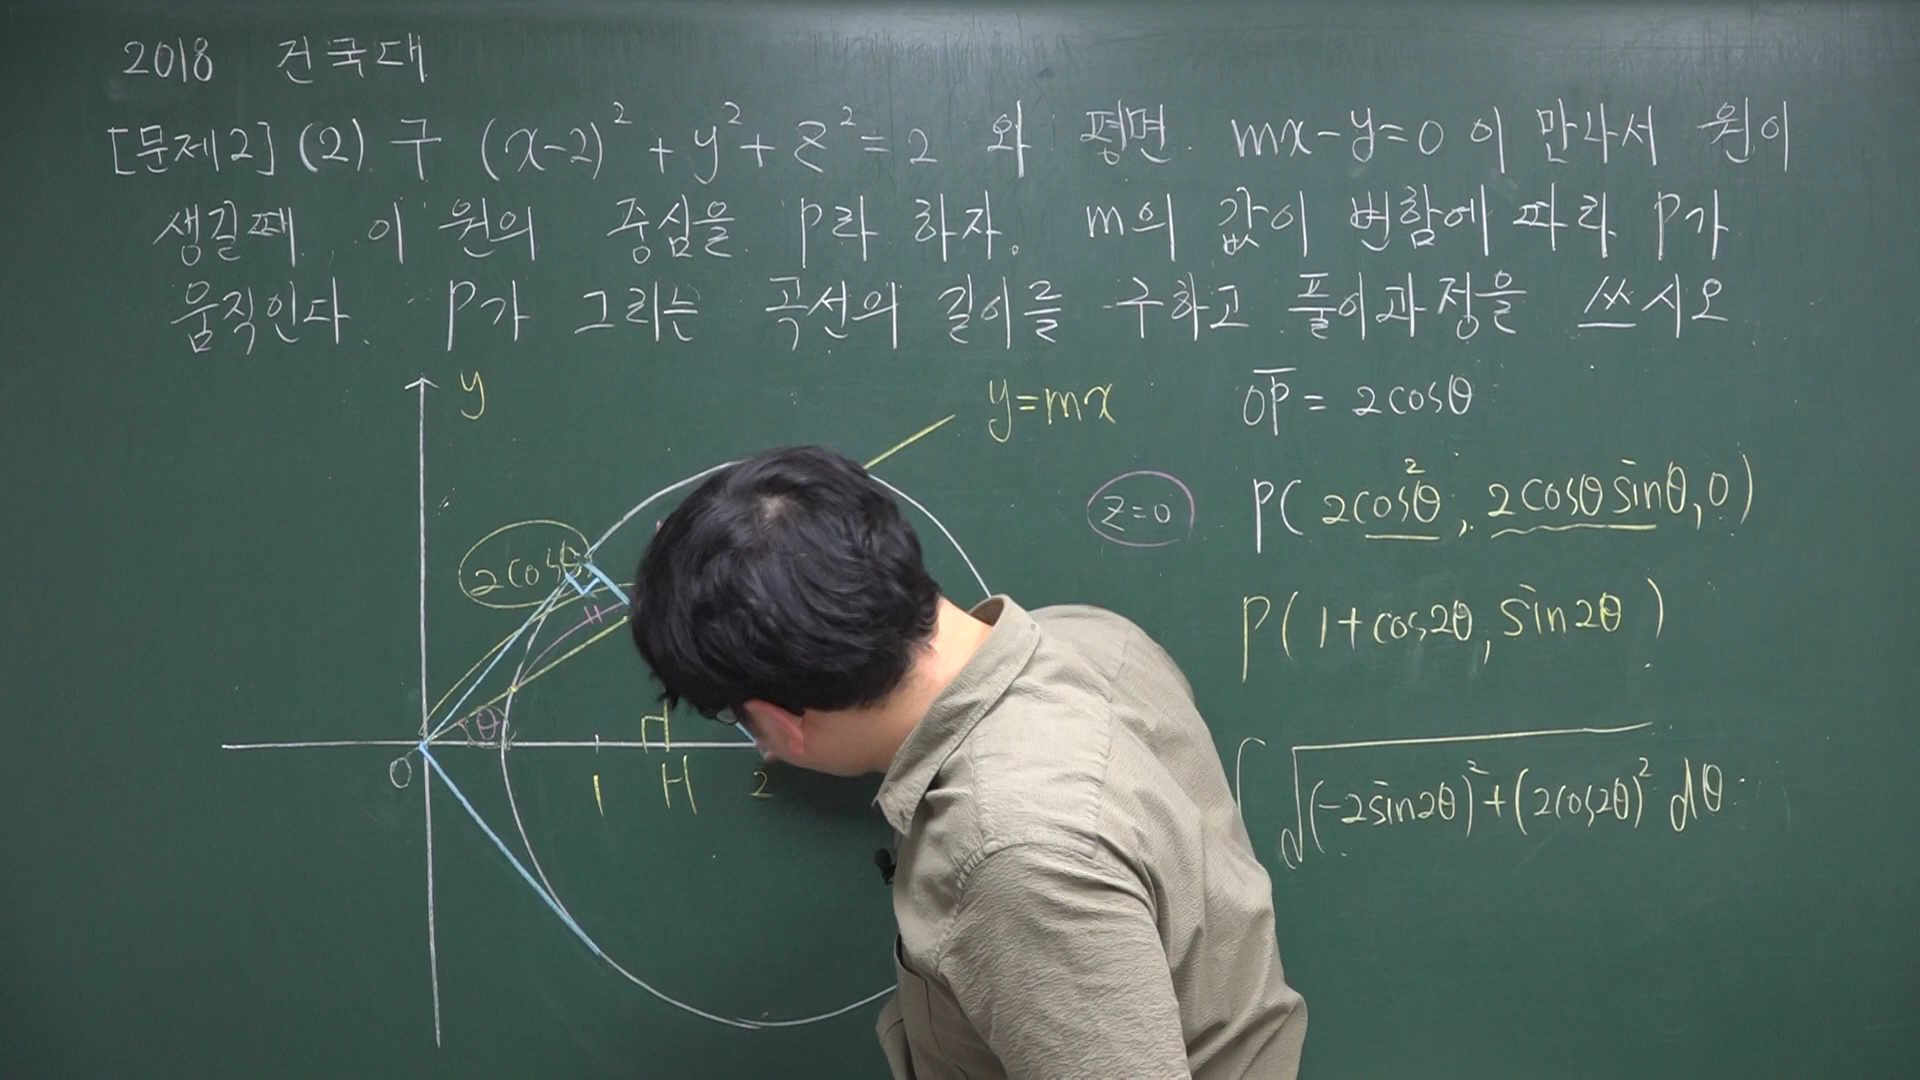 2018 건국대
[문제2] (2) 구 (x-2)² + y² + z² = 2 와 평면 mx-y=0 이 만나서 원이
생길때 이 원의 중심을 P라 하자. m의 값이 변함에 따라 P가
움직인다. P가 그리는 곡선의 길이를 구하고 풀이과정을 쓰시오
y
y=mx
2cosθ
θ
O
1
H
2
z=0
OP̅ = 2cosθ
P( 2cos²θ, 2cosθ sinθ, 0)
P( 1+cos2θ, sin2θ )
∫√(-2sin2θ)²+(2cos2θ)² dθ